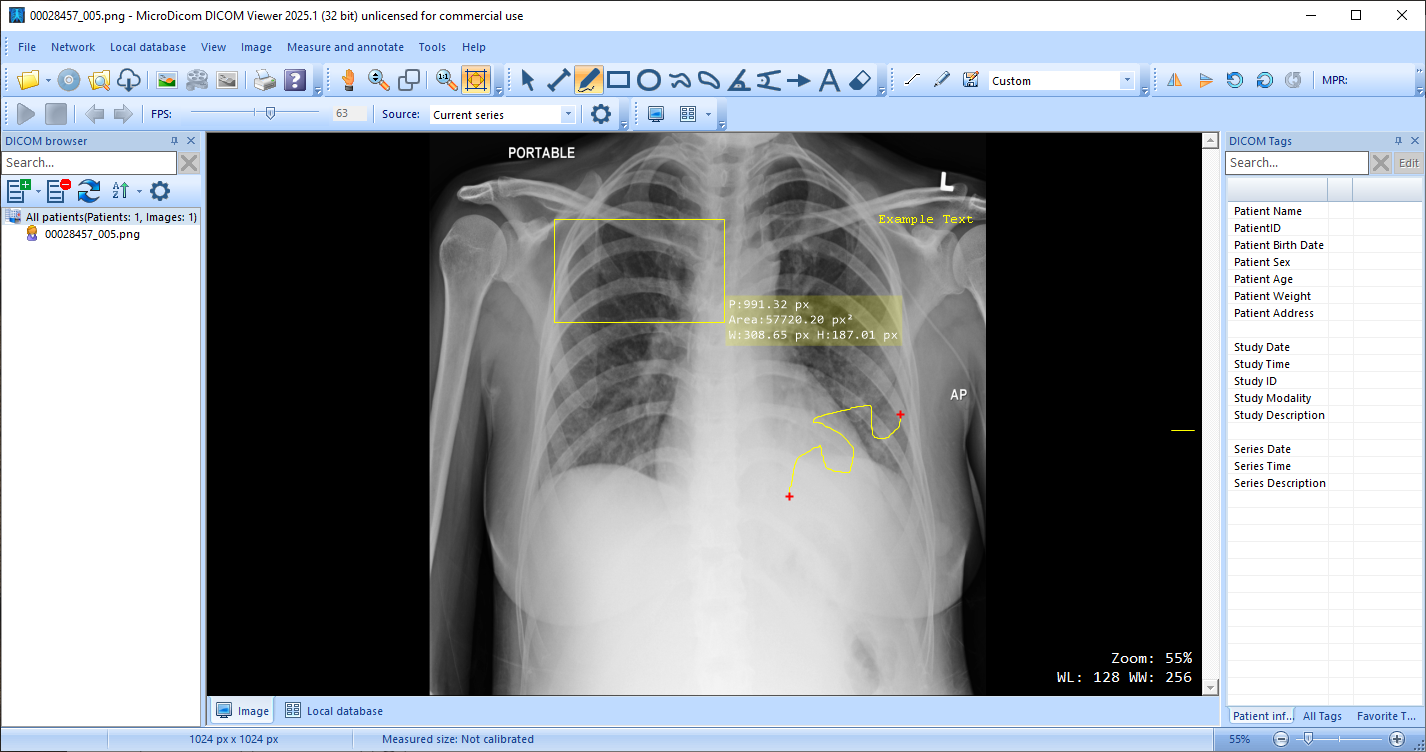 00028457_005.png - MicroDicom DICOM Viewer 2025.1 (32 bit) unlicensed for commercial use
File Network Local database View Image Measure and annotate Tools Help
1:1 Custom MPR:
FPS: 63 Source: Current series
DICOM browser
Search...
All patients(Patients: 1, Images: 1)
00028457_005.png
PORTABLE
L
Example Text
P:991.32 px
Area:57720.20 px²
W:308.65 px H:187.01 px
AP
Zoom: 55%
WL: 128 WW: 256
Image Local database
DICOM Tags
Search... Edit
Patient Name
PatientID
Patient Birth Date
Patient Sex
Patient Age
Patient Weight
Patient Address
Study Date
Study Time
Study ID
Study Modality
Study Description
Series Date
Series Time
Series Description
Patient inf... All Tags Favorite T...
1024 px x 1024 px Measured size: Not calibrated 55%